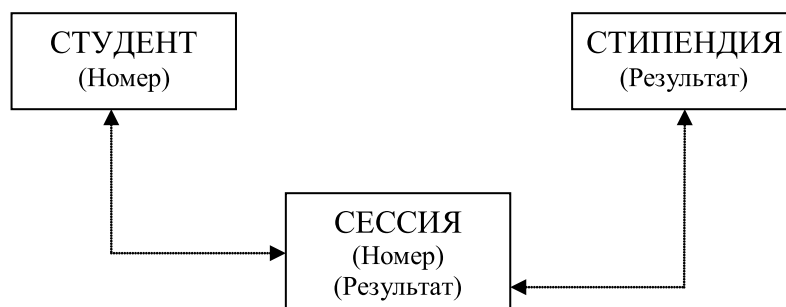 СТУДЕНТ
(Номер)
СТИПЕНДИЯ
(Результат)
СЕССИЯ
(Номер)
(Результат)